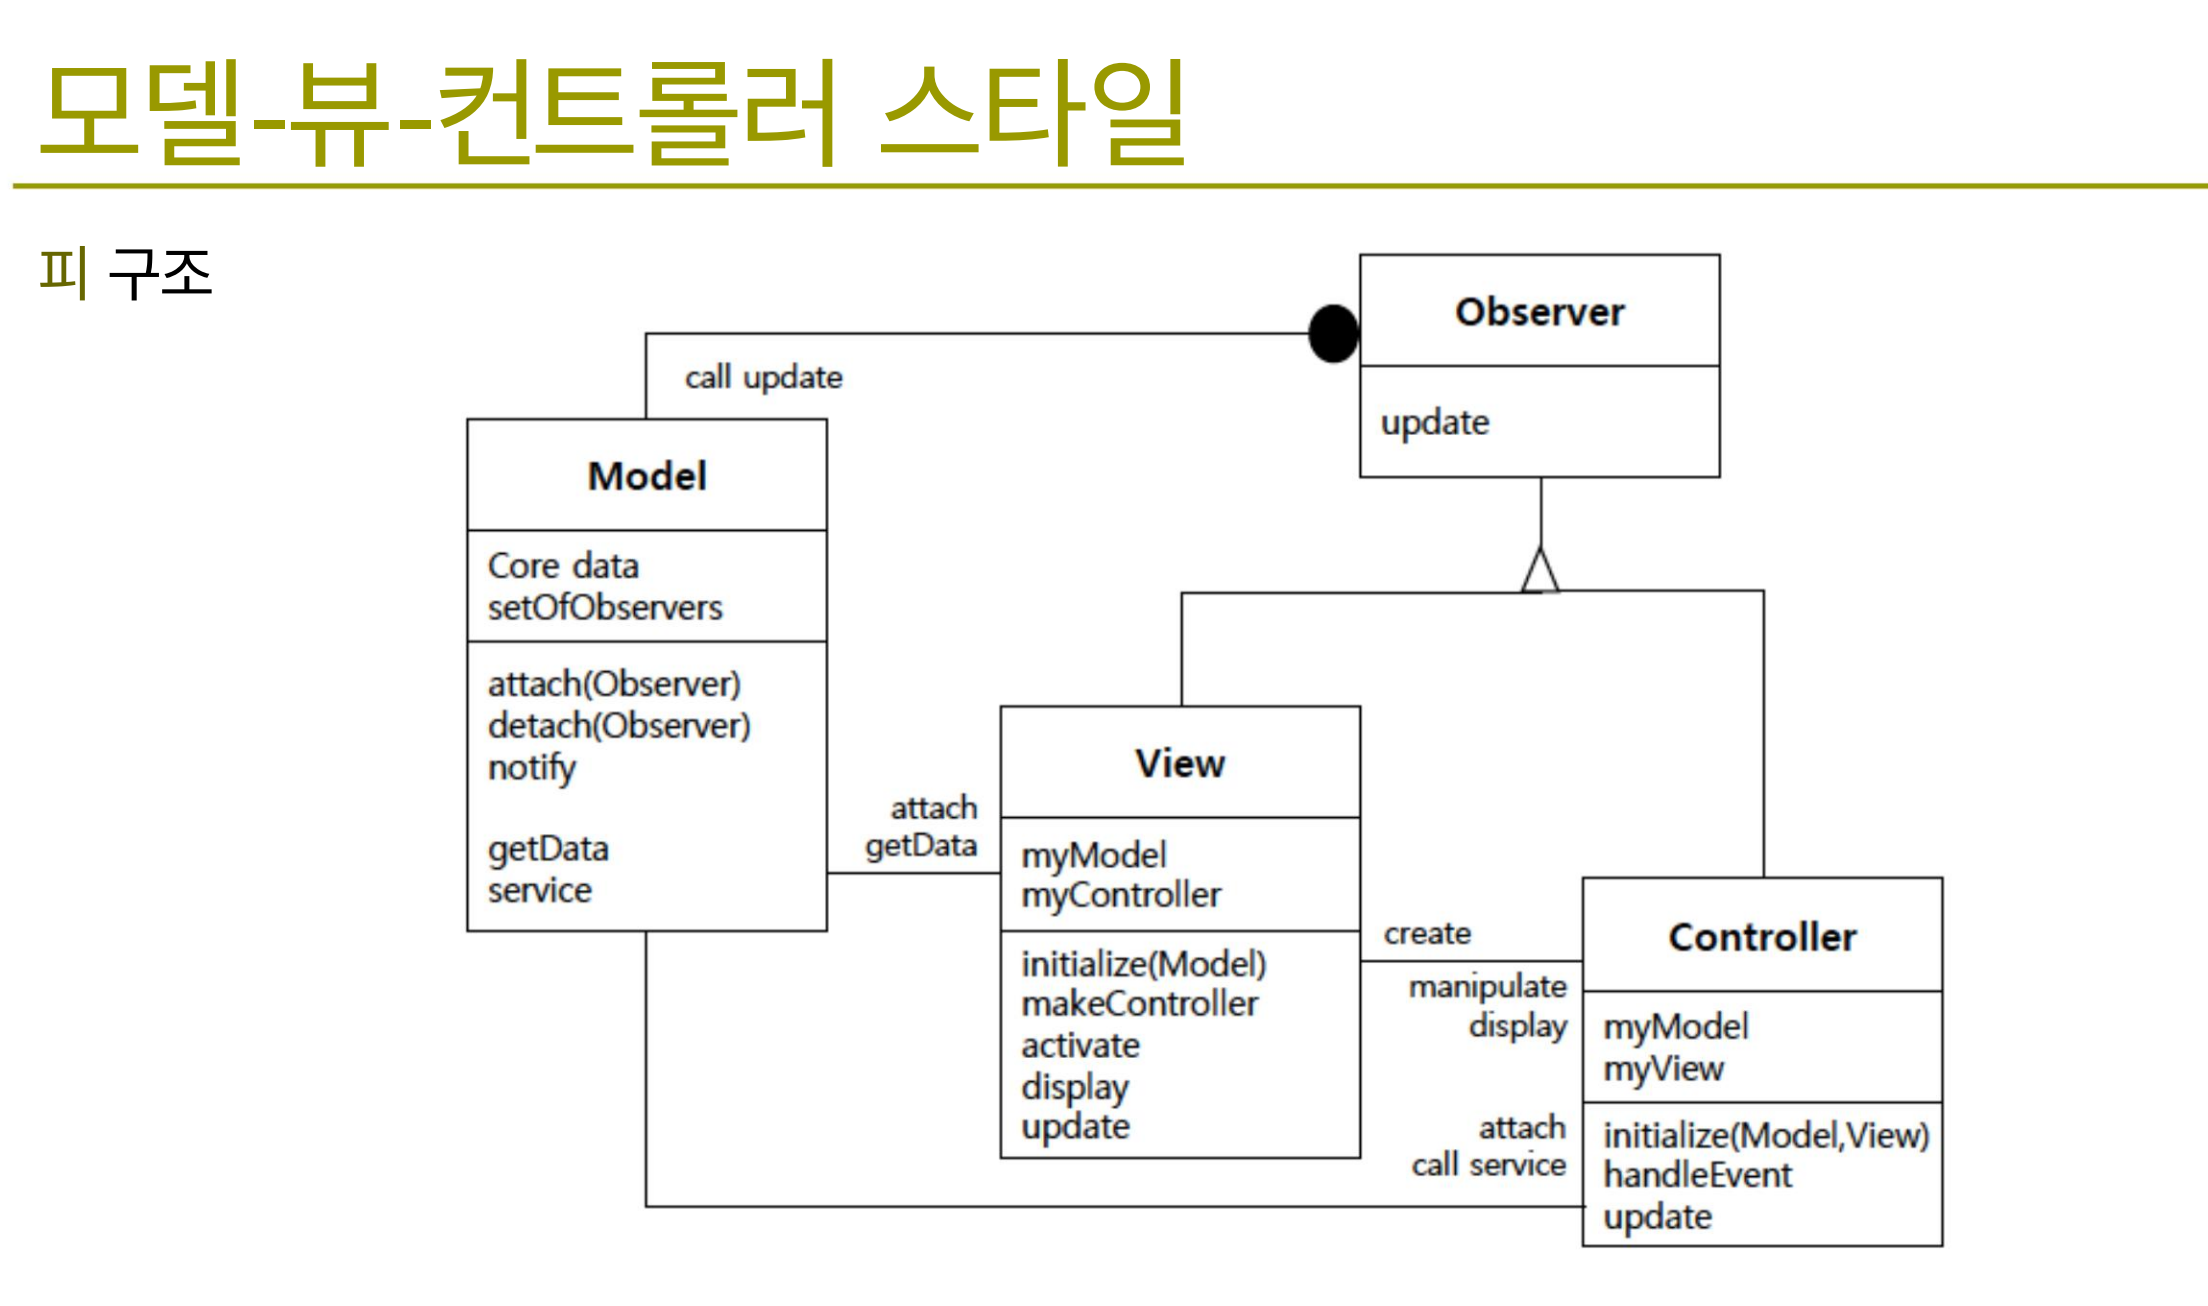 모델-뷰-컨트롤러 스타일
피 구조
Observer
update
call update
Model
Core data
setOfObservers
attach(Observer)
detach(Observer)
notify
getData
service
attach
getData
View
myModel
myController
initialize(Model)
makeController
activate
display
update
create
manipulate
display
attach
call service
Controller
myModel
myView
initialize(Model,View)
handleEvent
update